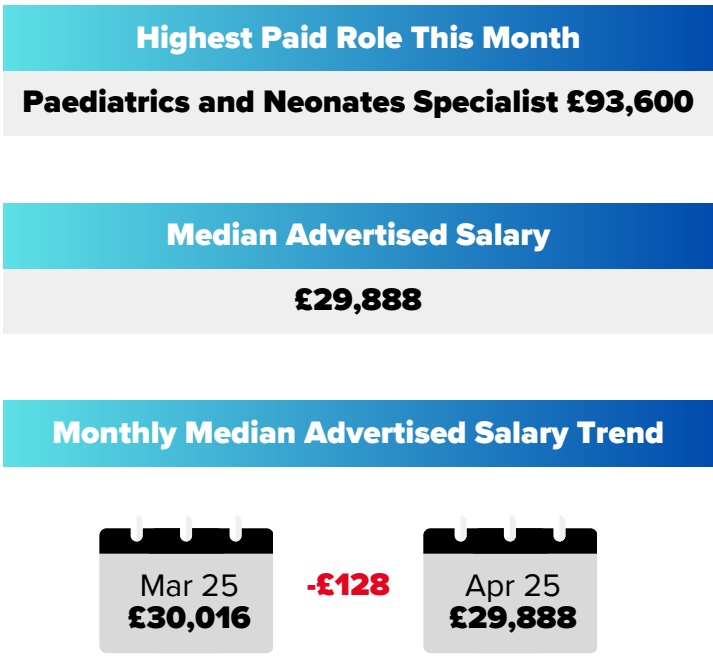 Highest Paid Role This Month
Paediatrics and Neonates Specialist £93,600
Median Advertised Salary
£29,888
Monthly Median Advertised Salary Trend
Mar 25
£30,016
-£128
Apr 25
£29,888